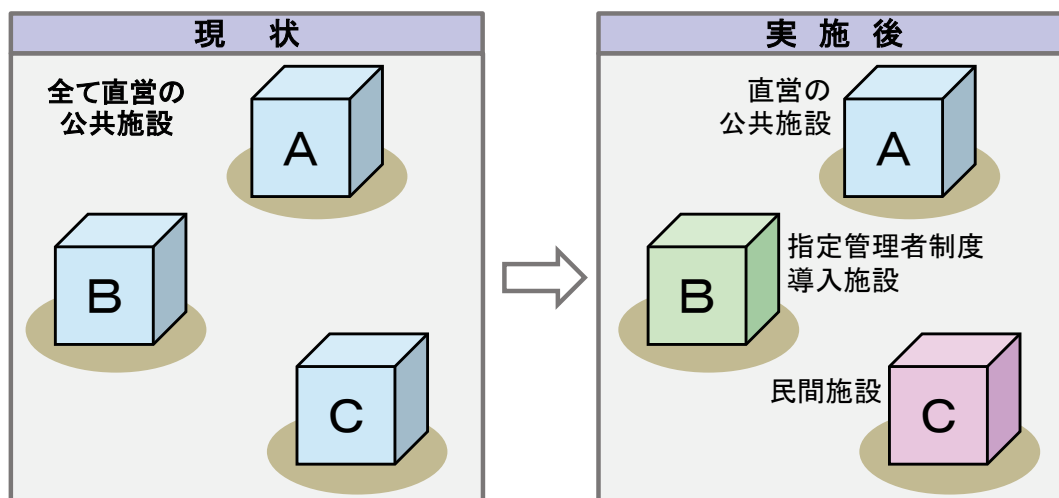 現 状
全て直営の
公共施設
A
B
C
実 施 後
直営の
公共施設
A
指定管理者制度
導入施設
B
民間施設
C